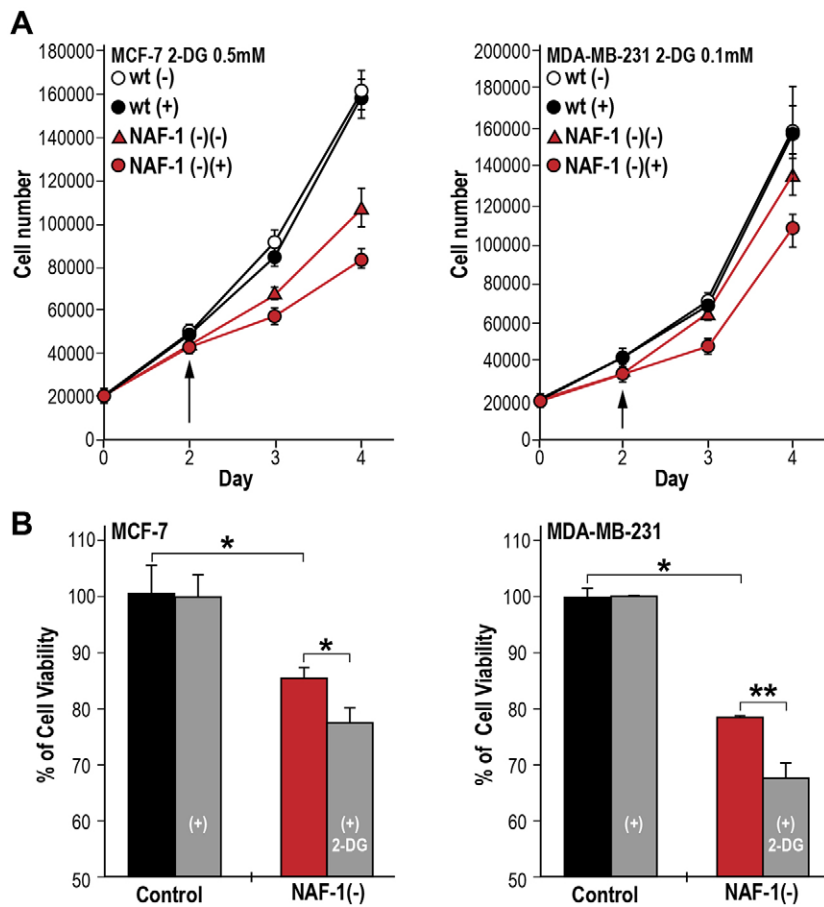 A
MCF-7 2-DG 0.5mM
wt (-)
wt (+)
NAF-1 (-)(-)
NAF-1 (-)(+)
Cell number
180000
160000
140000
120000
100000
80000
60000
40000
20000
0
0 2 3 4
Day
MDA-MB-231 2-DG 0.1mM
wt (-)
wt (+)
NAF-1 (-)(-)
NAF-1 (-)(+)
Cell number
200000
180000
160000
140000
120000
100000
80000
60000
40000
20000
0
0 2 3 4
Day
B
MCF-7
% of Cell Viability
110
100
90
80
70
60
50
*
*
(+)
(+)
2-DG
Control NAF-1(-)
MDA-MB-231
% of Cell Viability
110
100
90
80
70
60
50
*
**
(+)
(+)
2-DG
Control NAF-1(-)